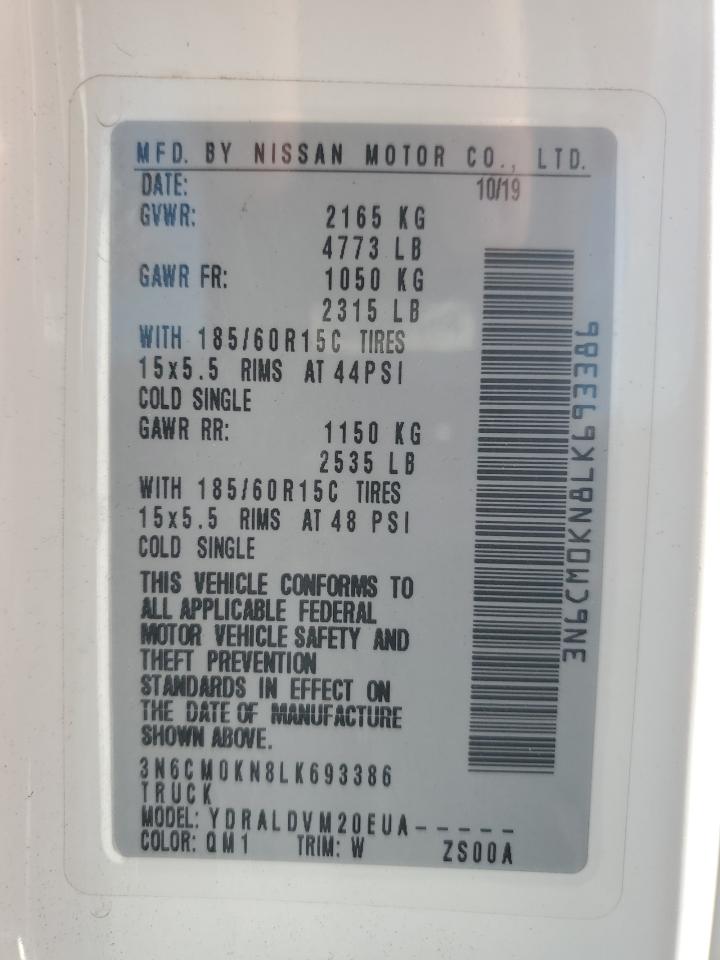 MFD. BY NISSAN MOTOR CO., LTD.
DATE: 10/19
GVWR: 2165 KG
4773 LB
GAWR FR: 1050 KG
2315 LB
WITH 185/60R15C TIRES
15x5.5 RIMS AT 44PSI
COLD SINGLE
GAWR RR: 1150 KG
2535 LB
WITH 185/60R15C TIRES
15x5.5 RIMS AT 48 PSI
COLD SINGLE
THIS VEHICLE CONFORMS TO
ALL APPLICABLE FEDERAL
MOTOR VEHICLE SAFETY AND
THEFT PREVENTION
STANDARDS IN EFFECT ON
THE DATE OF MANUFACTURE
SHOWN ABOVE.
3N6CM0KN8LK693386
TRUCK
MODEL: YDRALDVM20EUA-----
COLOR: QM1 TRIM: W ZS00A
3N6CM0KN8LK693386